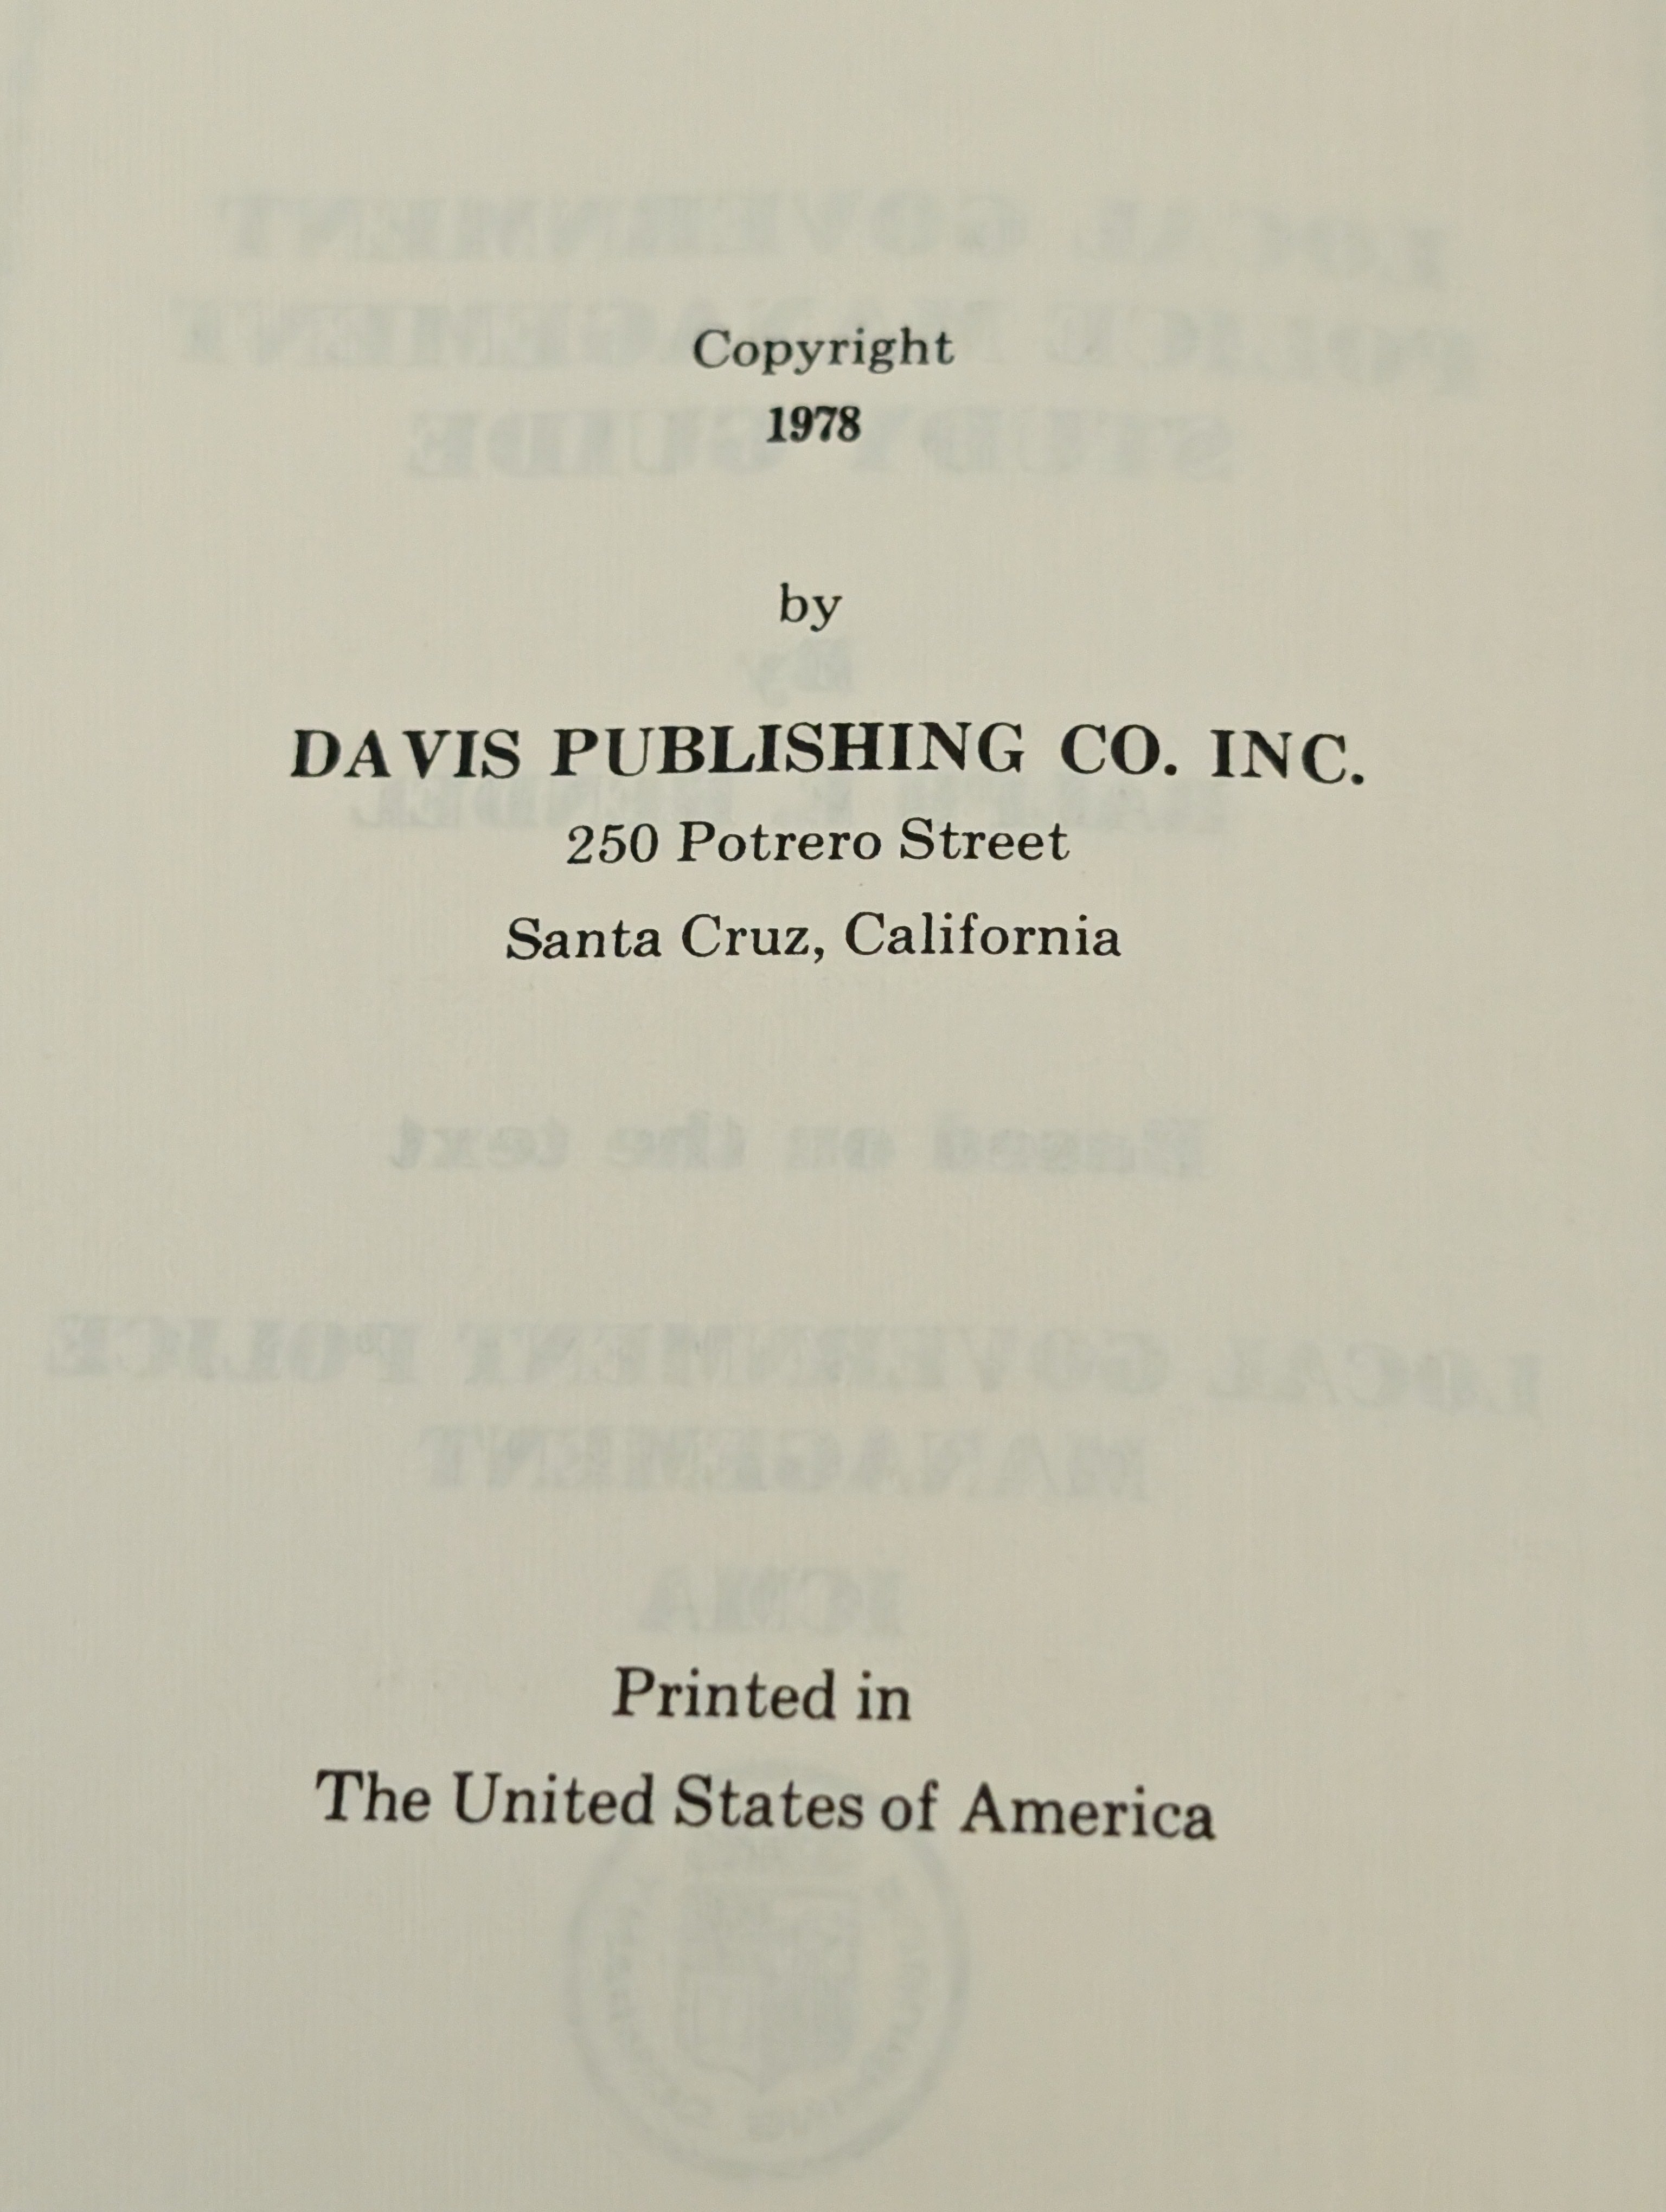 Copyright
1978
by
DAVIS PUBLISHING CO. INC.
250 Potrero Street
Santa Cruz, California
Printed in
The United States of America